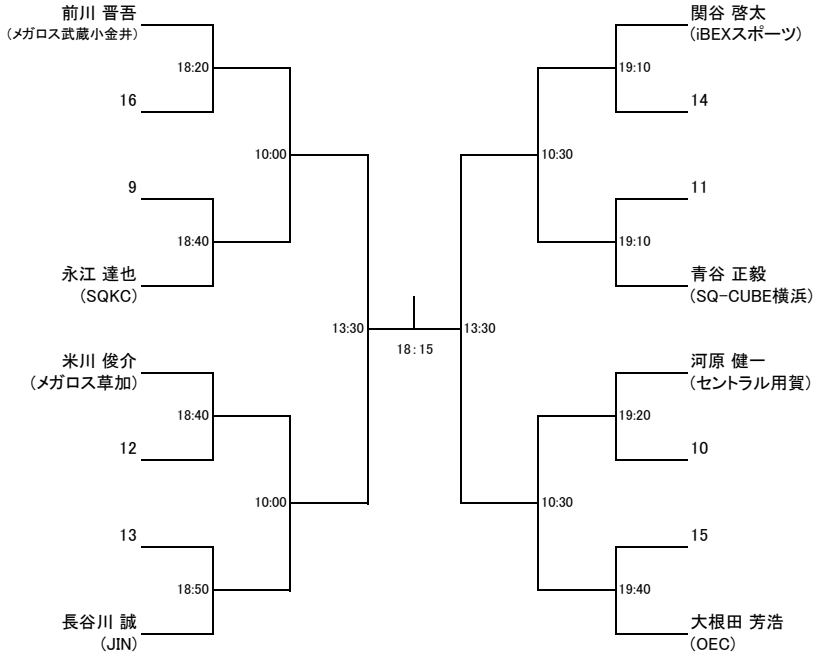 前川 晋吾
(メガロス武蔵小金井)
18:20
16
10:00
9
18:40
永江 達也
(SQKC)
13:30
米川 俊介
(メガロス草加)
18:40
12
10:00
13
18:50
長谷川 誠
(JIN)
18:15
関谷 啓太
(iBEXスポーツ)
19:10
14
10:30
11
19:10
青谷 正毅
(SQ-CUBE横浜)
13:30
河原 健一
(セントラル用賀)
19:20
10
10:30
15
19:40
大根田 芳浩
(OEC)